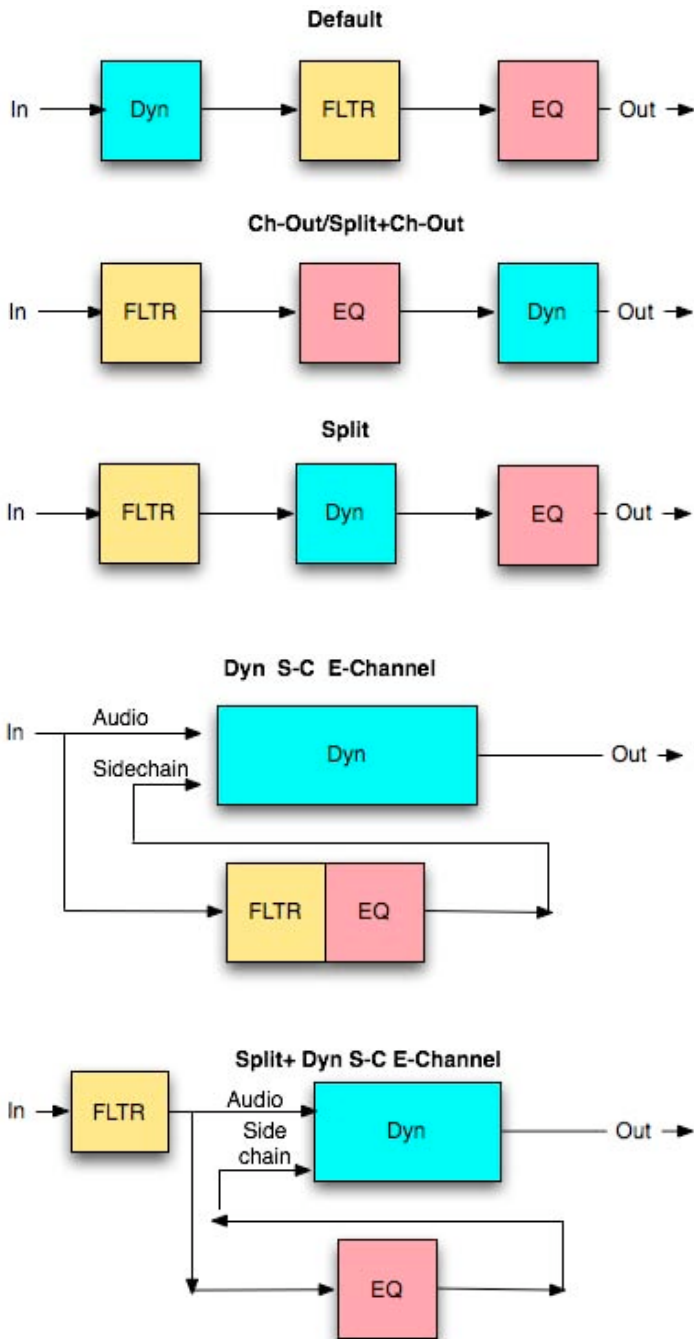 Default
In Dyn FLTR EQ Out
Ch-Out/Split+Ch-Out
In FLTR EQ Dyn Out
Split
In FLTR Dyn EQ Out
Dyn S-C E-Channel
In Audio
Dyn Out
Sidechain
FLTR EQ
Split+ Dyn S-C E-Channel
In FLTR Audio
Dyn Out
Side
chain
EQ